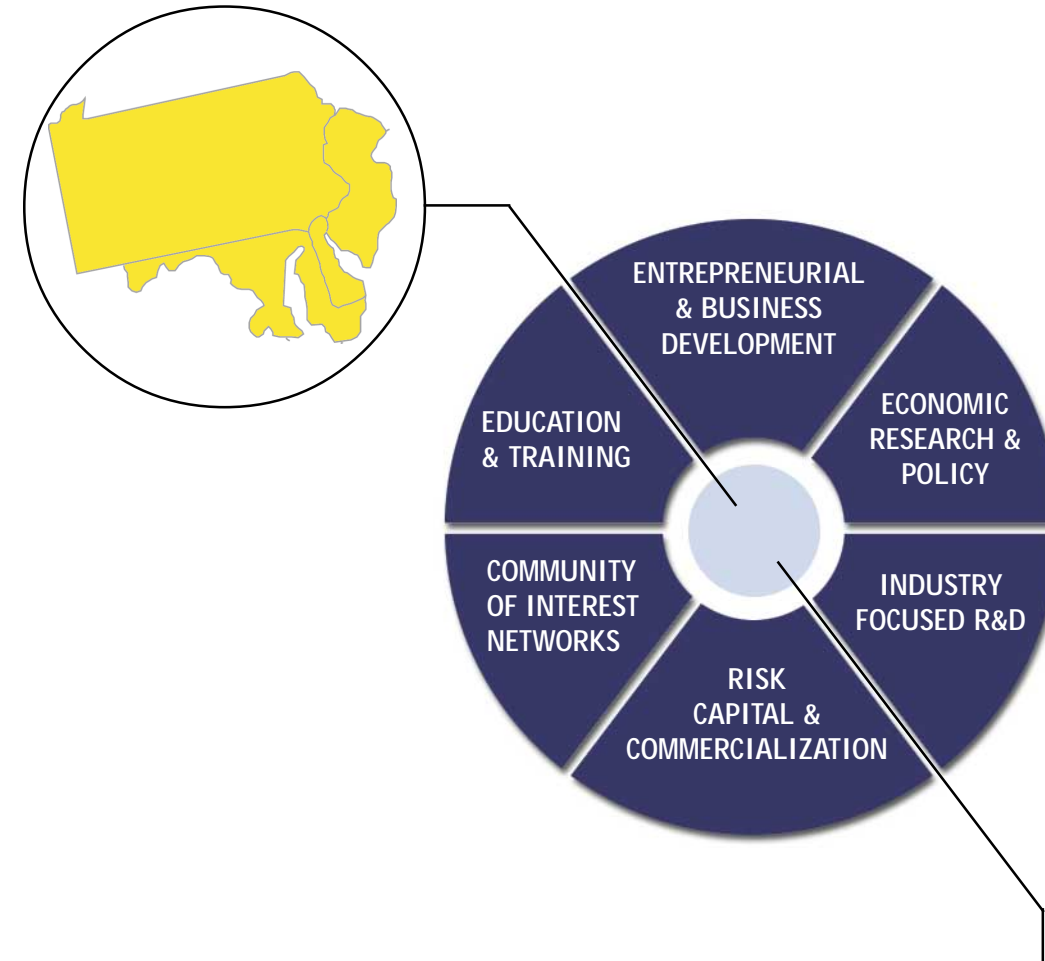 ENTREPRENEURIAL
& BUSINESS
DEVELOPMENT
ECONOMIC
RESEARCH &
POLICY
EDUCATION
& TRAINING
COMMUNITY
OF INTEREST
NETWORKS
INDUSTRY
FOCUSED R&D
RISK
CAPITAL &
COMMERCIALIZATION